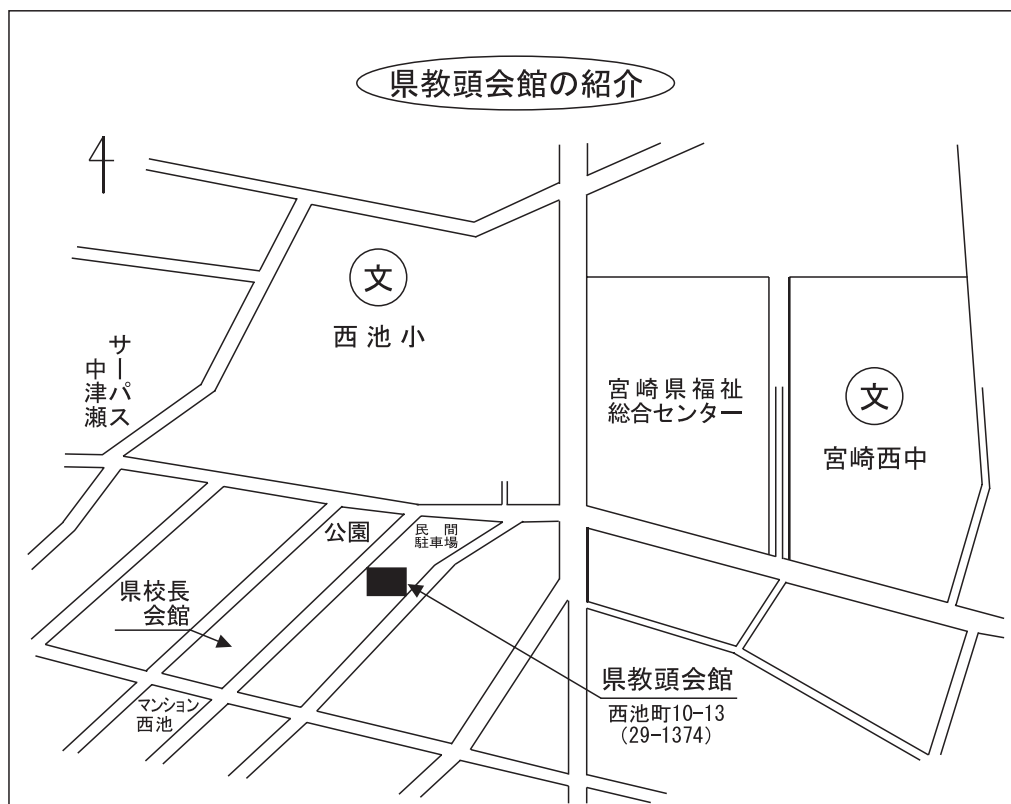 県教頭会館の紹介
文
西池小
サーパス
中津瀬
宮崎県福祉
総合センター
文
宮崎西中
公園
民間
駐車場
県校長
会館
マンション
西池
県教頭会館
西池町10-13
(29-1374)